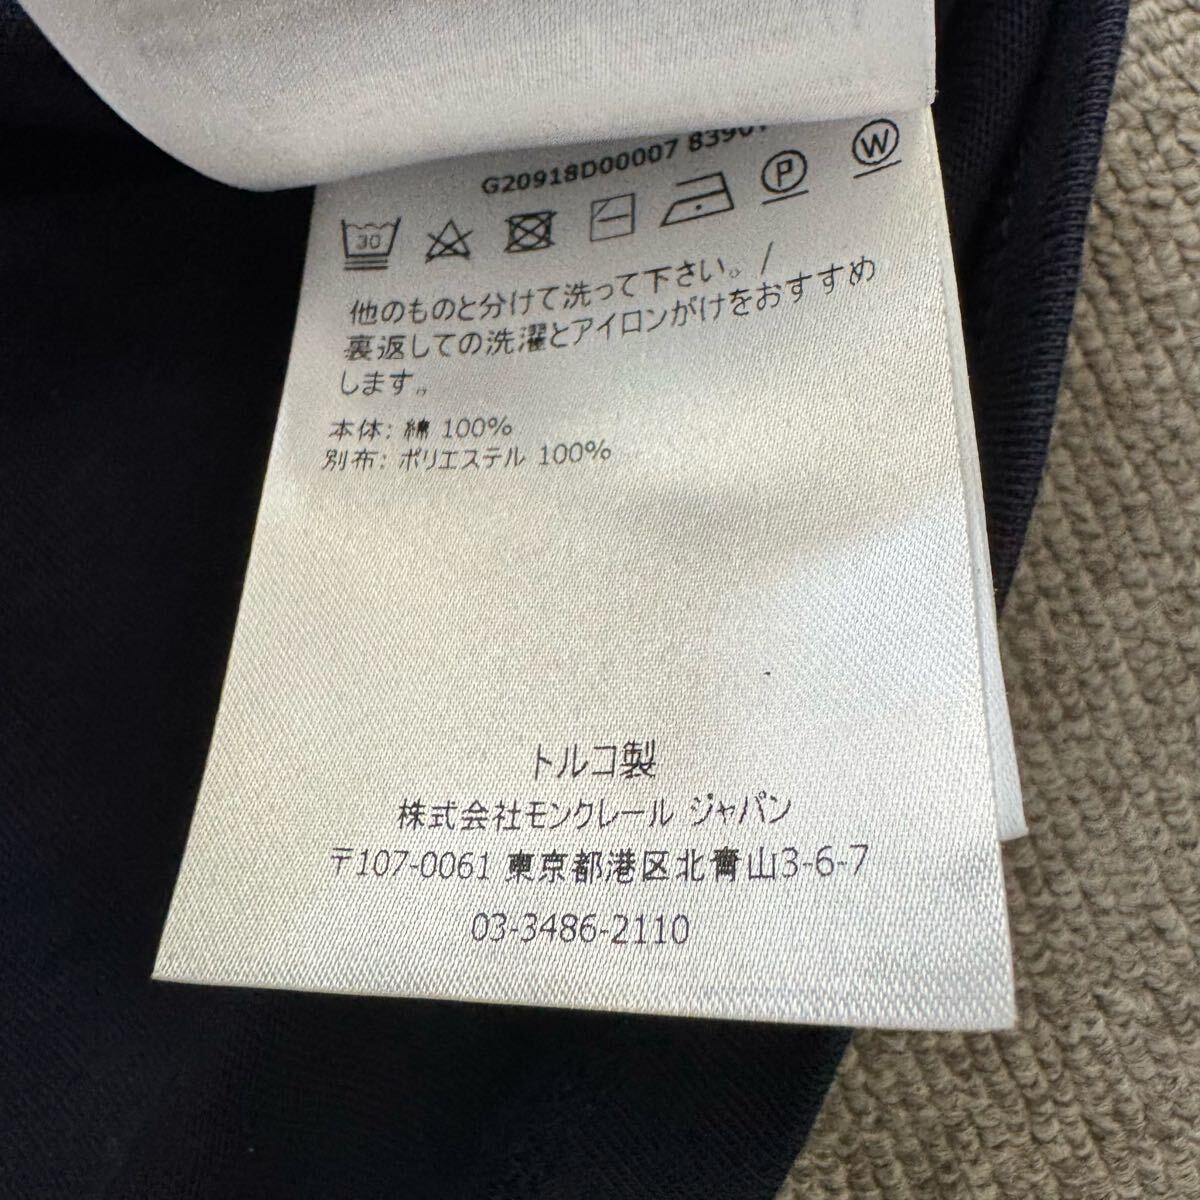 G20918D00007 8390
30
P
W
他のものと分けて洗って下さい。/
裏返しての洗濯とアイロンがけをおすすめ
します。
本体: 綿 100%
別布: ポリエステル 100%
トルコ製
株式会社モンクレール ジャパン
〒107-0061 東京都港区北青山3-6-7
03-3486-2110